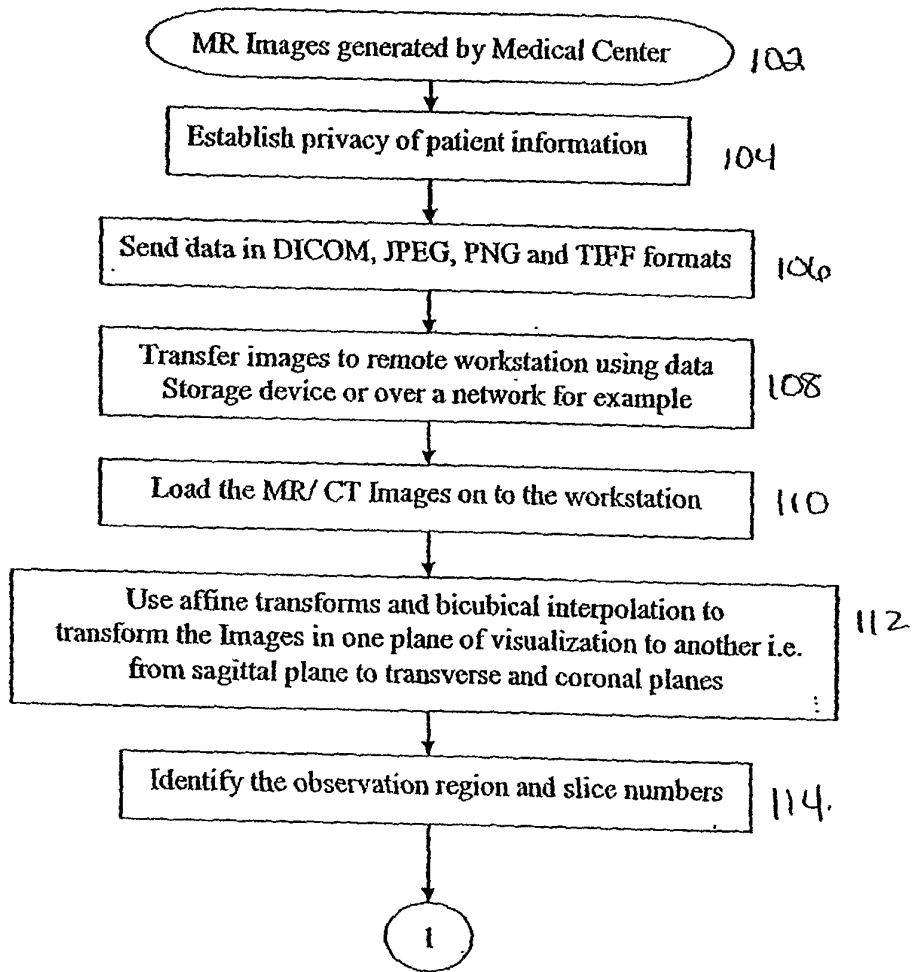 MR Images generated by Medical Center
102
Establish privacy of patient information
104
Send data in DICOM, JPEG, PNG and TIFF formats
106
Transfer images to remote workstation using data
Storage device or over a network for example
108
Load the MR/ CT Images on to the workstation
110
Use affine transforms and bicubical interpolation to
transform the Images in one plane of visualization to another i.e.
from sagittal plane to transverse and coronal planes
112
Identify the observation region and slice numbers
114.
1